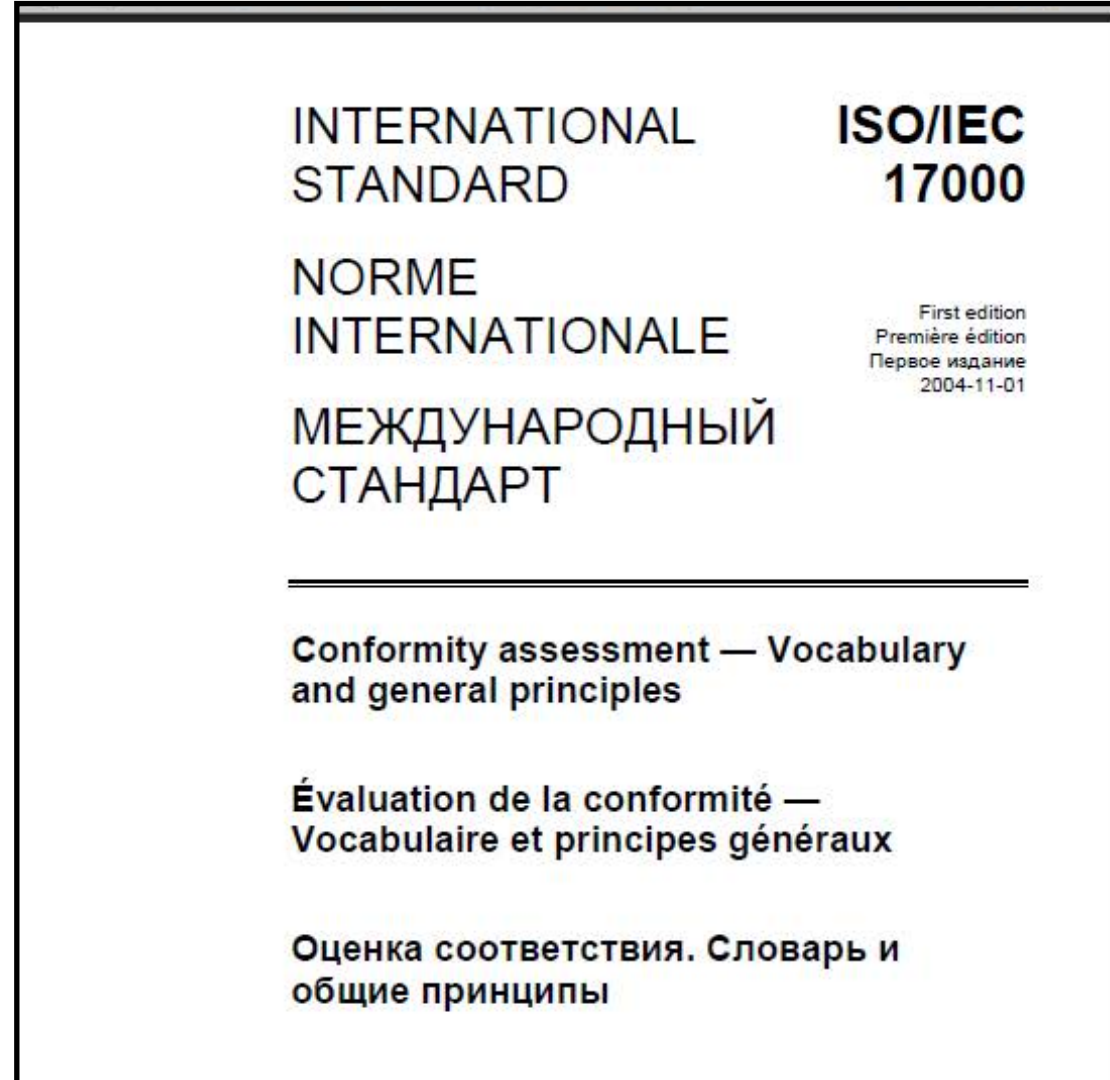 INTERNATIONAL
STANDARD
ISO/IEC
17000
NORME
INTERNATIONALE
First edition
Première édition
Первое издание
2004-11-01
МЕЖДУНАРОДНЫЙ
СТАНДАРТ
Conformity assessment — Vocabulary
and general principles
Évaluation de la conformité —
Vocabulaire et principes généraux
Оценка соответствия. Словарь и
общие принципы